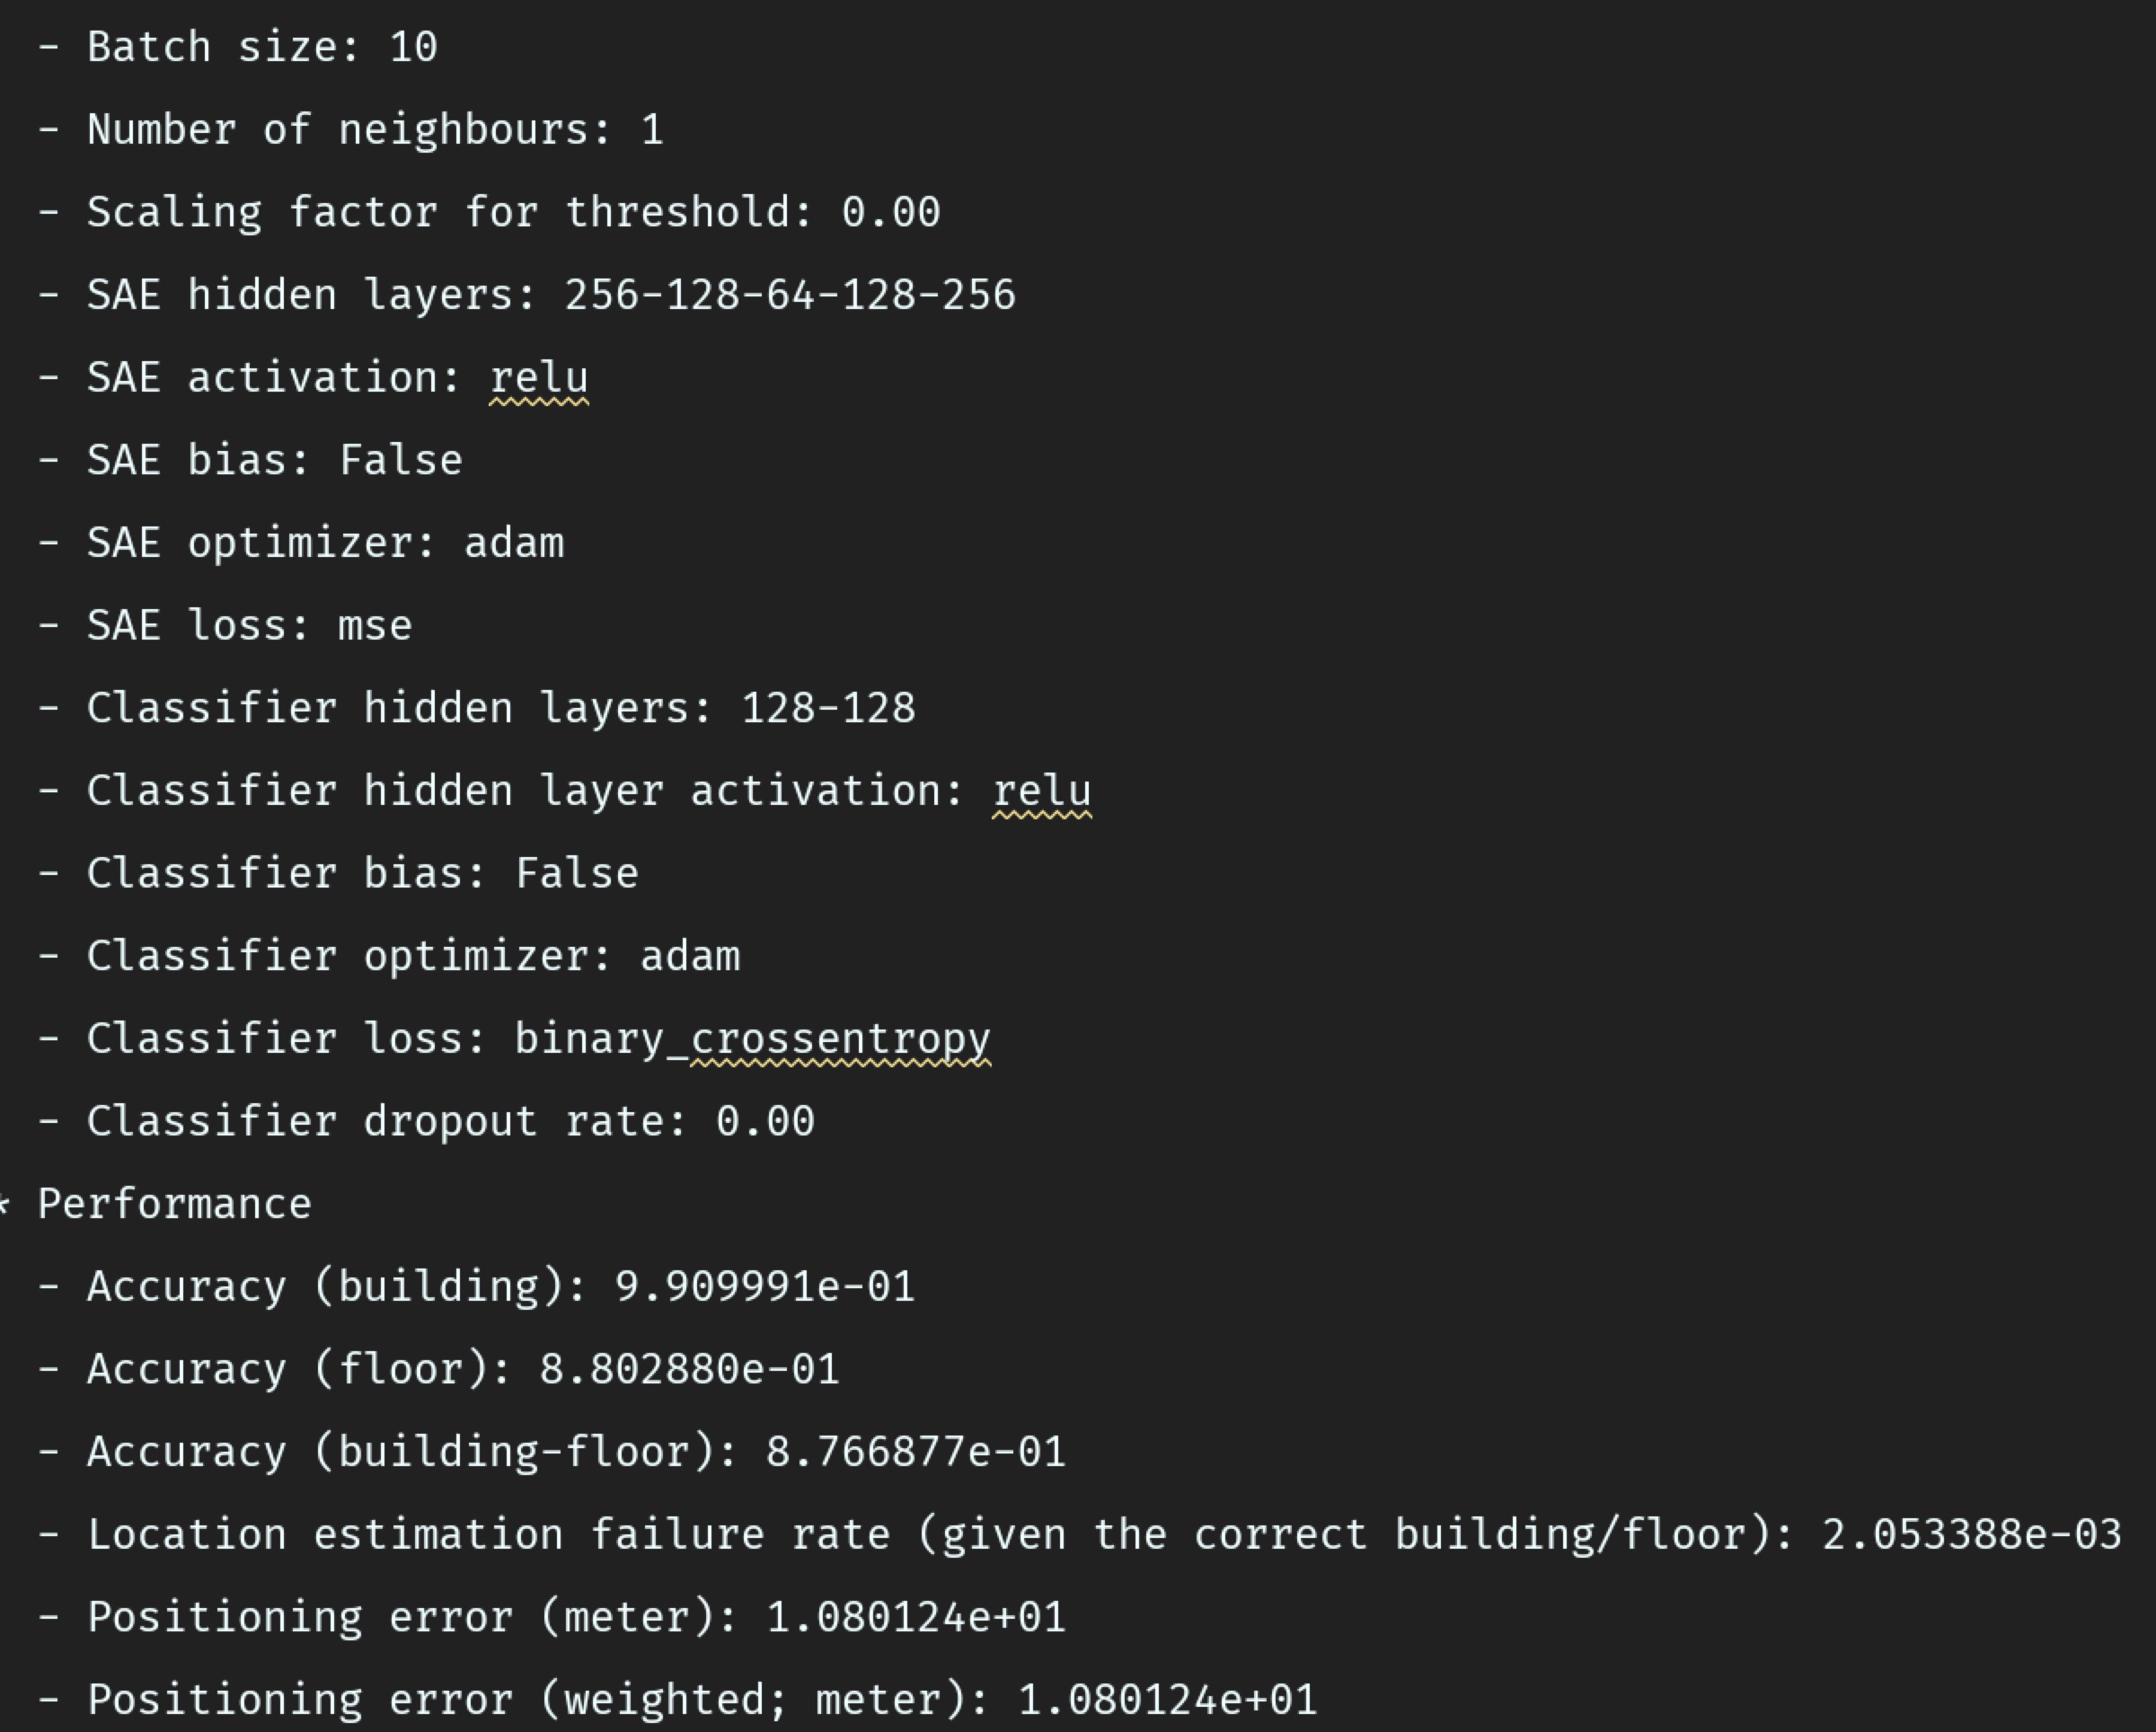 - Batch size: 10
- Number of neighbours: 1
- Scaling factor for threshold: 0.00
- SAE hidden layers: 256-128-64-128-256
- SAE activation: relu
- SAE bias: False
- SAE optimizer: adam
- SAE loss: mse
- Classifier hidden layers: 128-128
- Classifier hidden layer activation: relu
- Classifier bias: False
- Classifier optimizer: adam
- Classifier loss: binary_crossentropy
- Classifier dropout rate: 0.00
* Performance
- Accuracy (building): 9.909991e-01
- Accuracy (floor): 8.802880e-01
- Accuracy (building-floor): 8.766877e-01
- Location estimation failure rate (given the correct building/floor): 2.053388e-03
- Positioning error (meter): 1.080124e+01
- Positioning error (weighted; meter): 1.080124e+01